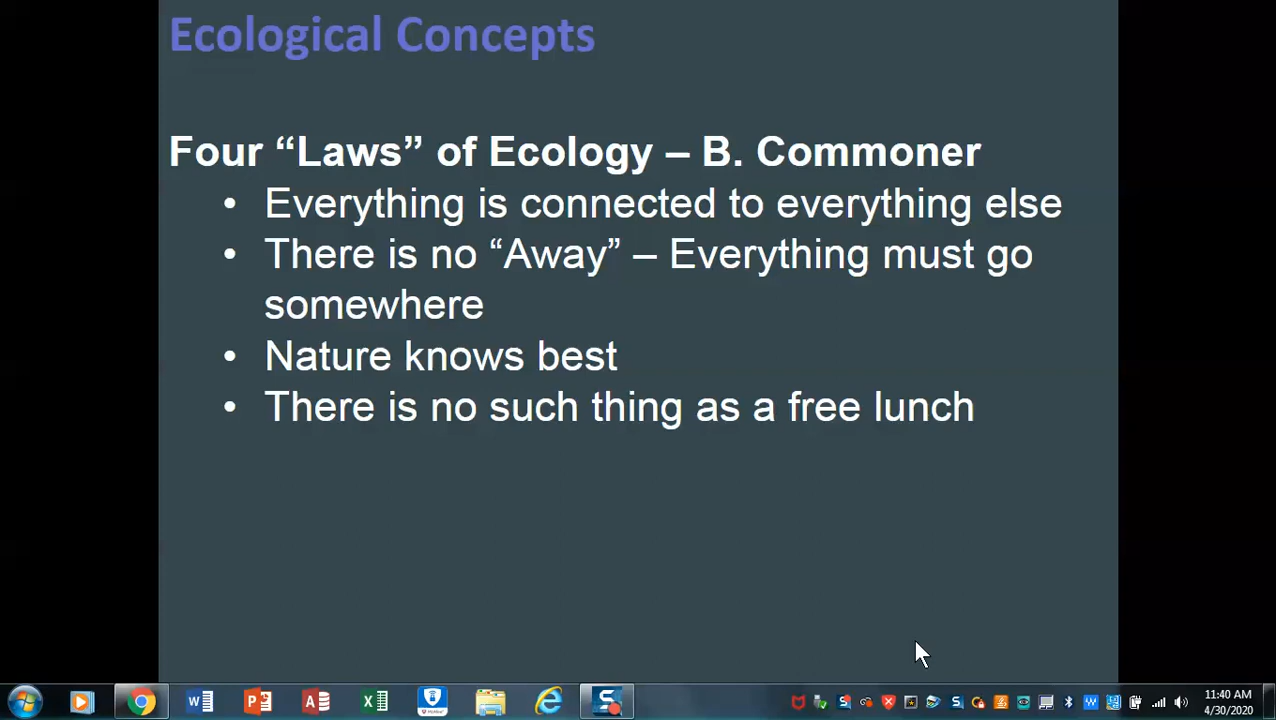 Ecological Concepts
Four “Laws” of Ecology – B. Commoner
• Everything is connected to everything else
• There is no “Away” – Everything must go
somewhere
• Nature knows best
• There is no such thing as a free lunch
11:40 AM
4/30/2020